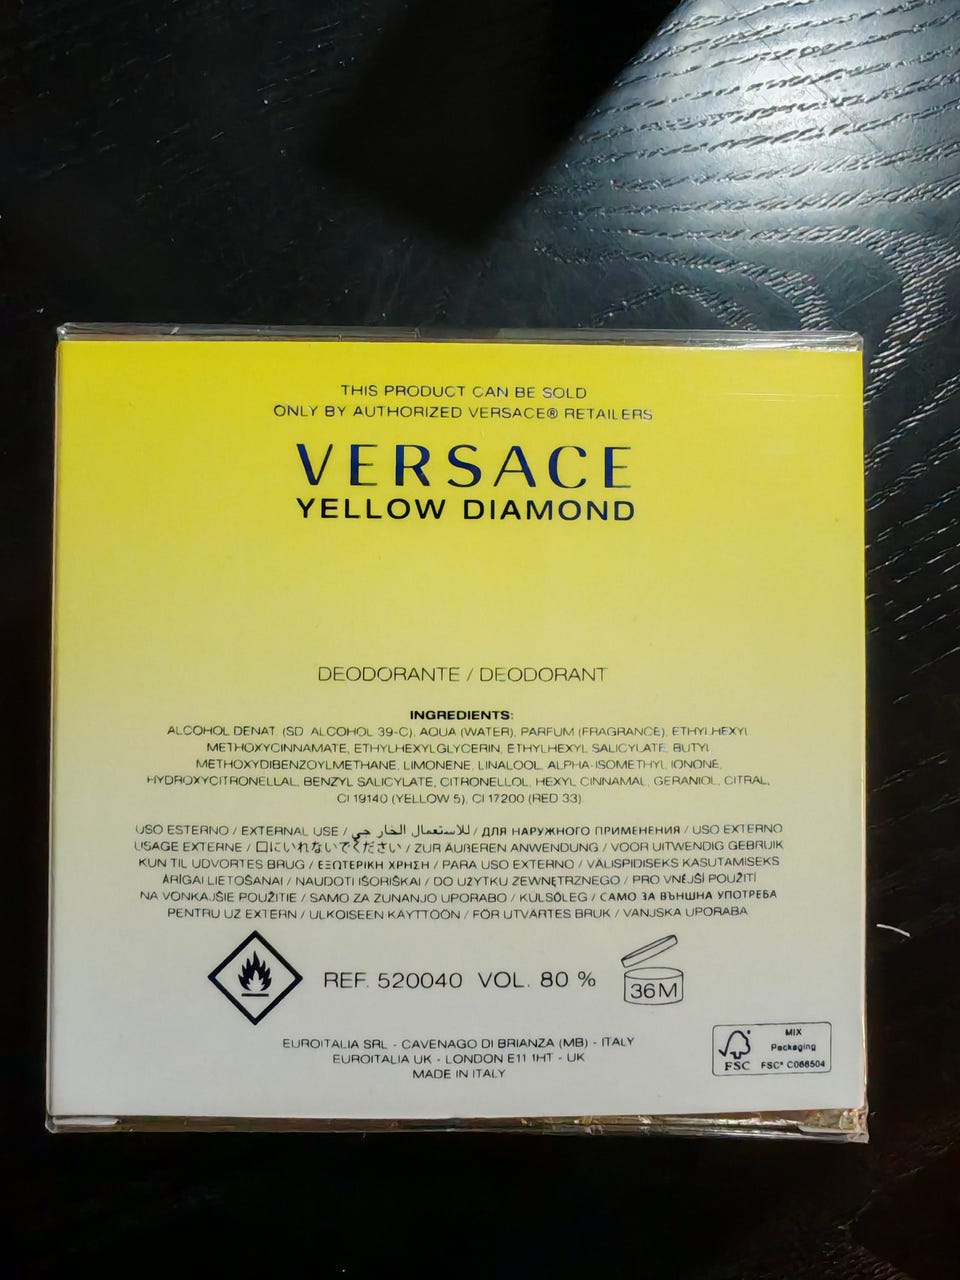 THIS PRODUCT CAN BE SOLD
ONLY BY AUTHORIZED VERSACE® RETAILERS
VERSACE
YELLOW DIAMOND
DEODORANTE / DEODORANT
INGREDIENTS:
ALCOHOL DENAT. (SD ALCOHOL 39-C), AQUA (WATER), PARFUM (FRAGRANCE), ETHYLHEXYL
METHOXYCINNAMATE, ETHYLHEXYLGLYCERIN, ETHYLHEXYL SALICYLATE, BUTYL
METHOXYDIBENZOYLMETHANE, LIMONENE, LINALOOL, ALPHA-ISOMETHYL IONONE,
HYDROXYCITRONELLAL, BENZYL SALICYLATE, CITRONELLOL, HEXYL CINNAMAL, GERANIOL, CITRAL,
CI 19140 (YELLOW 5), CI 17200 (RED 33).
USO ESTERNO / EXTERNAL USE / للاستعمال الخارجي / ДЛЯ НАРУЖНОГО ПРИМЕНЕНИЯ / USO EXTERNO
USAGE EXTERNE / 口にいれないでください / ZUR ÄUßEREN ANWENDUNG / VOOR UITWENDIG GEBRUIK
KUN TIL UDVORTES BRUG / ΕΞΩΤΕΡΙΚΗ ΧΡΗΣΗ / PARA USO EXTERNO / VÄLISPIDISEKS KASUTAMISEKS
ĀRĪGAI LIETOŠANAI / NAUDOTI IŠORIŠKAI / DO UŻYTKU ZEWNĘTRZNEGO / PRO VNĚJŠÍ POUŽITÍ
NA VONKAJŠIE POUŽITIE / SAMO ZA ZUNANJO UPORABO / KÜLSŐLEG / САМО ЗА ВЪНШНА УПОТРЕБА
PENTRU UZ EXTERN / ULKOISEEN KÄYTTÖÖN / FÖR UTVÄRTES BRUK / VANJSKA UPORABA
REF. 520040 VOL. 80 %
36M
EUROITALIA SRL - CAVENAGO DI BRIANZA (MB) - ITALY
EUROITALIA UK - LONDON E11 1HT - UK
MADE IN ITALY
MIX
Packaging
FSC FSC® C066504